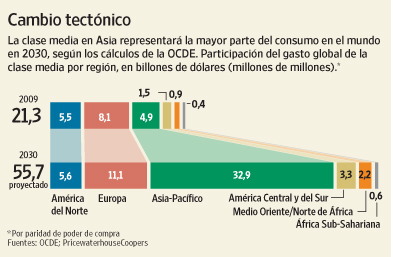 Cambio tectónico
La clase media en Asia representará la mayor parte del consumo en el mundo
en 2030, según los cálculos de la OCDE. Participación del gasto global de la
clase media por región, en billones de dólares (millones de millones).*
2009
21,3
5,5
8,1
4,9
1,5
0,9
0,4
2030
55,7
proyectado
5,6
11,1
32,9
3,3
2,2
0,6
América
del Norte
Europa
Asia-Pacífico
América Central y del Sur
Medio Oriente/Norte de África
África Sub-Sahariana
*Por paridad de poder de compra
Fuentes: OCDE; PricewaterhouseCoopers